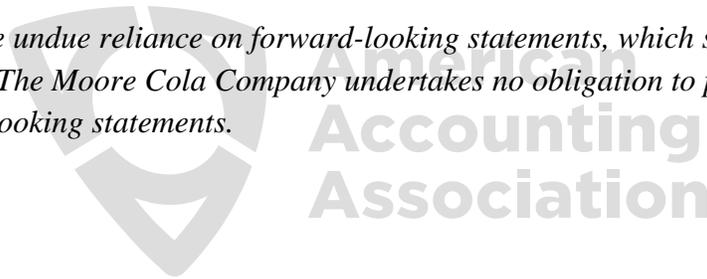 undue reliance on forward-looking statements, which
The Moore Cola Company undertakes no obligation to
ooking statements.
American
Accounting
Association